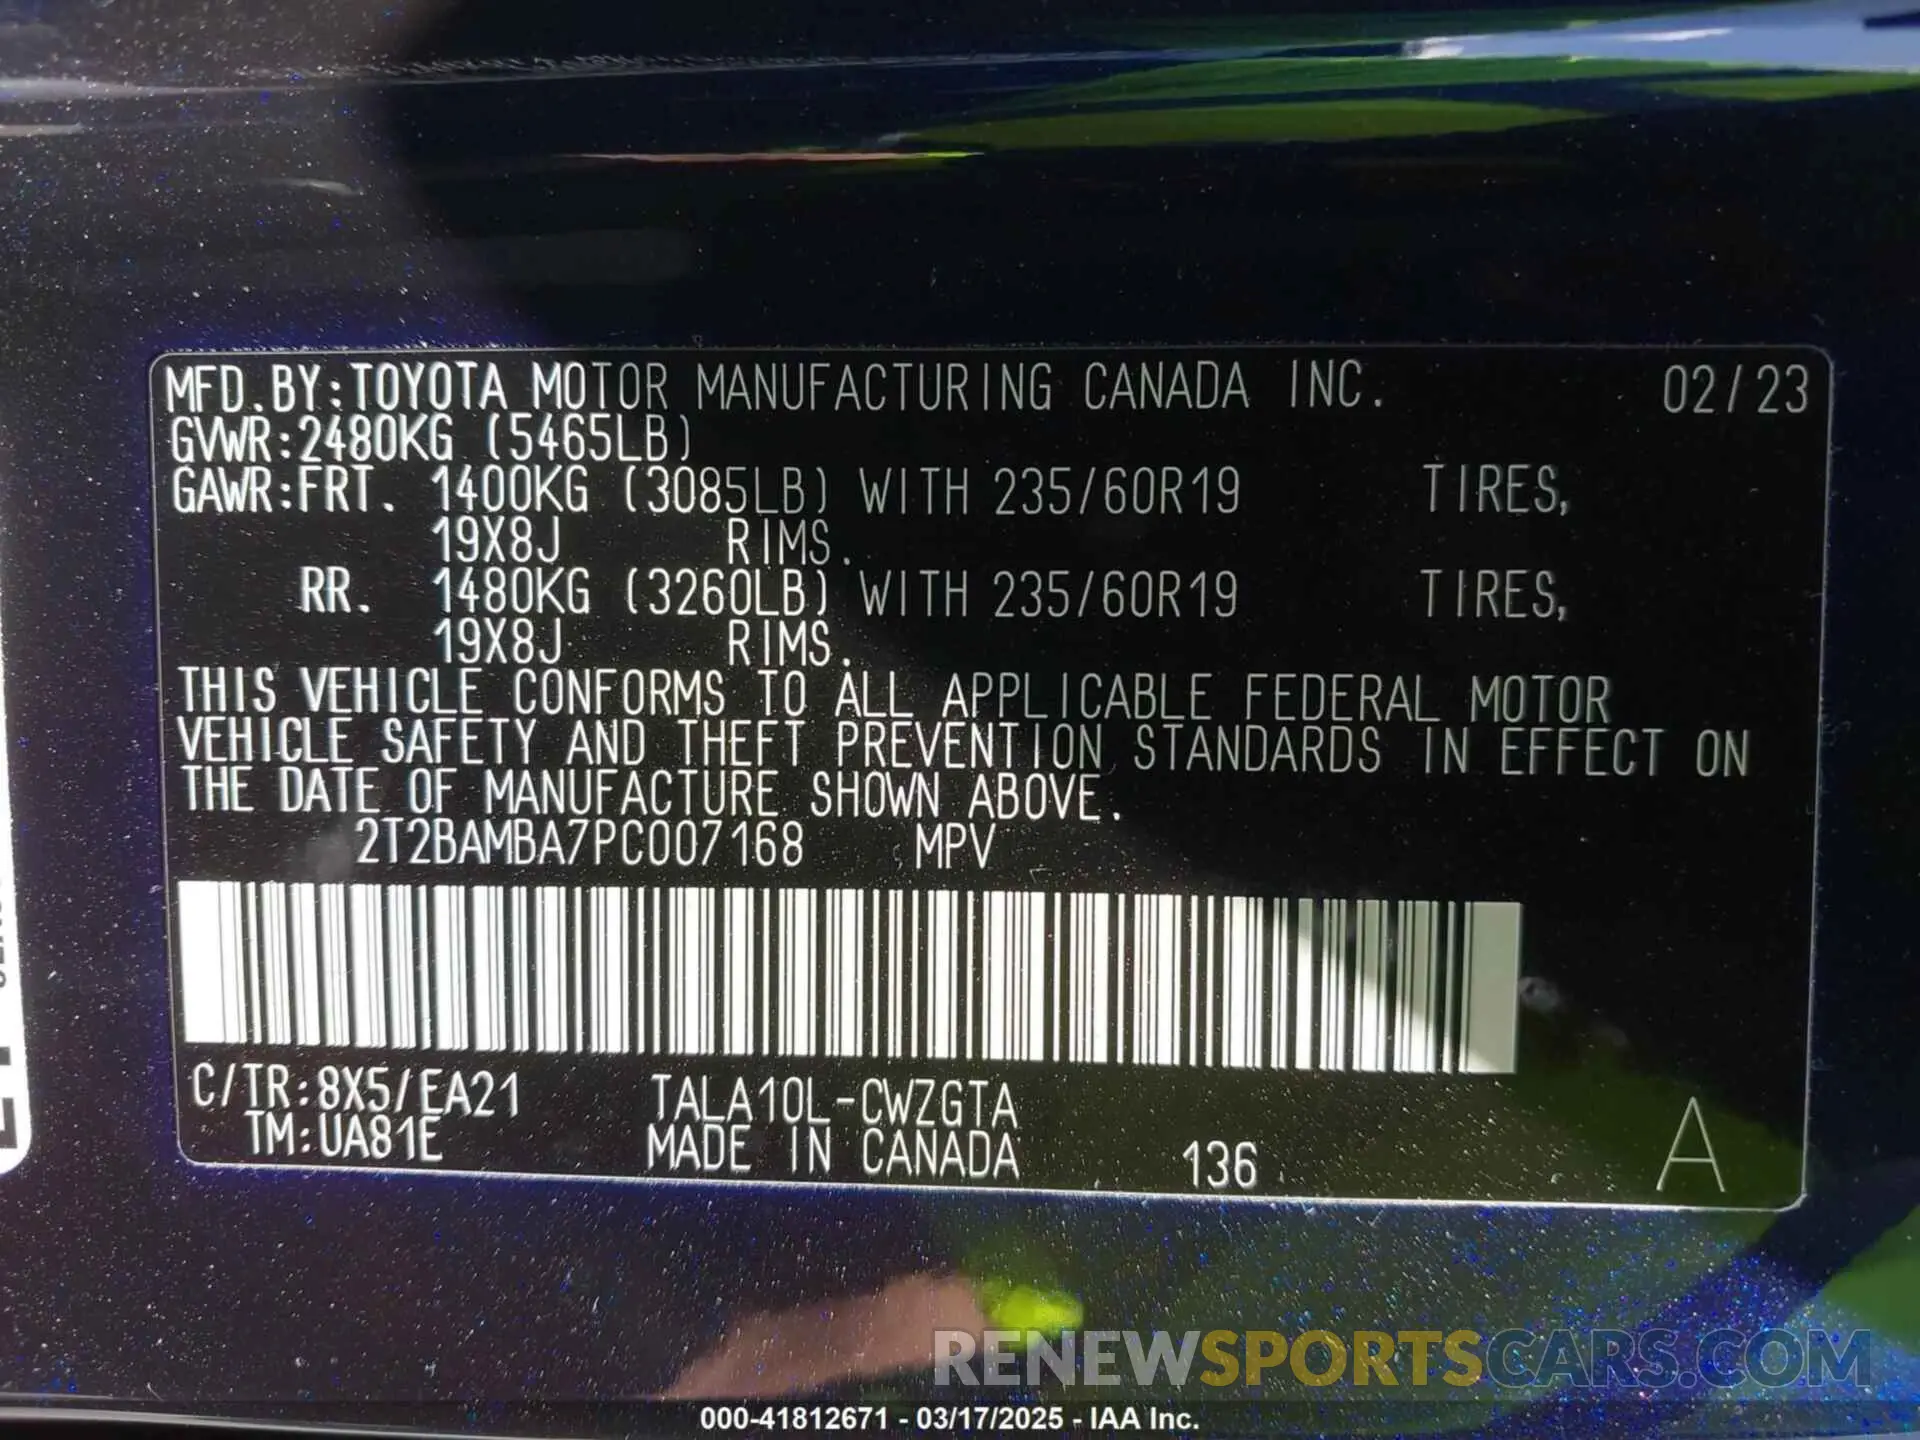 MFD.BY:TOYOTA MOTOR MANUFACTURING CANADA INC. 02/23
GVWR:2480KG (5465LB)
GAWR:FRT. 1400KG (3085LB) WITH 235/60R19 TIRES,
19X8J RIMS.
RR. 1480KG (3260LB) WITH 235/60R19 TIRES,
19X8J RIMS.
THIS VEHICLE CONFORMS TO ALL APPLICABLE FEDERAL MOTOR
VEHICLE SAFETY AND THEFT PREVENTION STANDARDS IN EFFECT ON
THE DATE OF MANUFACTURE SHOWN ABOVE.
2T2BAMBA7PC007168 MPV
C/TR:8X5/EA21 TALA10L-CWZGTA
TM:UA81E MADE IN CANADA 136 A
RENEWSPORTSCARS.COM
000-41812671 - 03/17/2025 - IAA Inc.